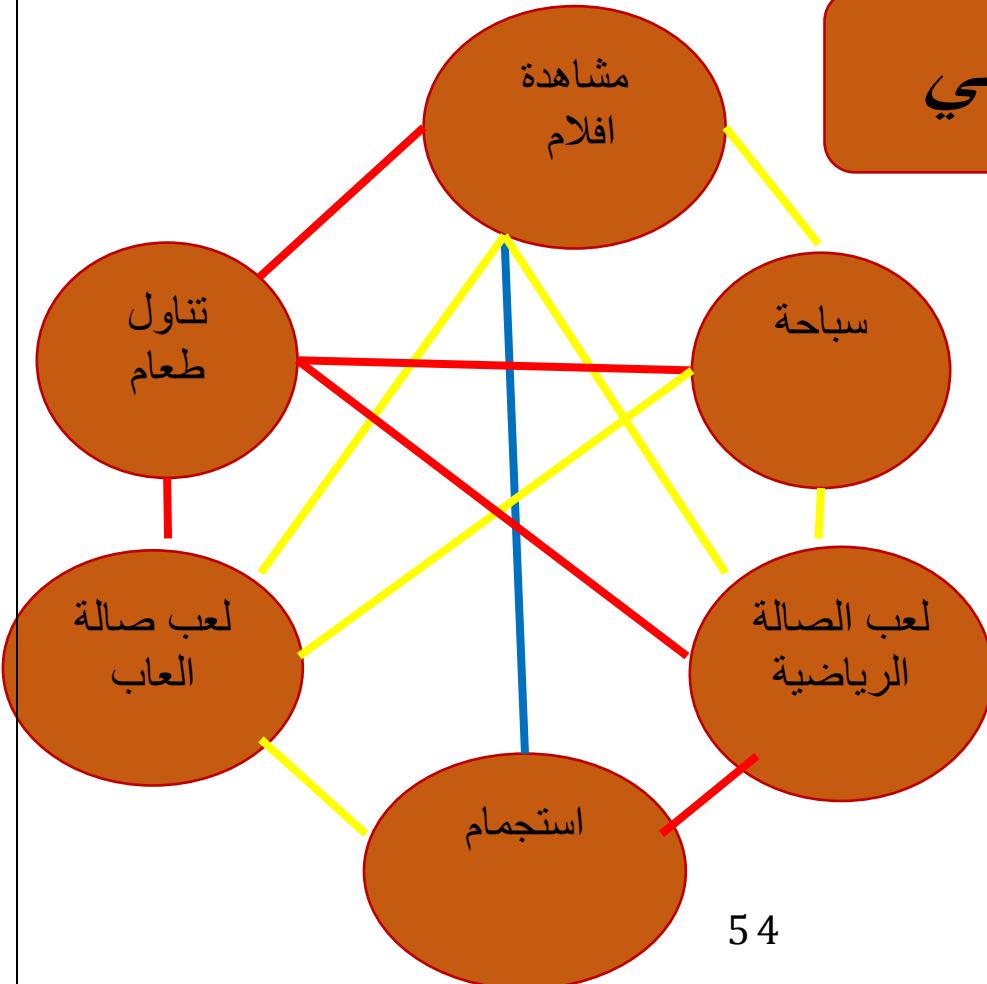 مشاهدة
افلام
سباحة
تناول
طعام
لعب الصالة
الرياضية
لعب صالة
العاب
استجمام
54